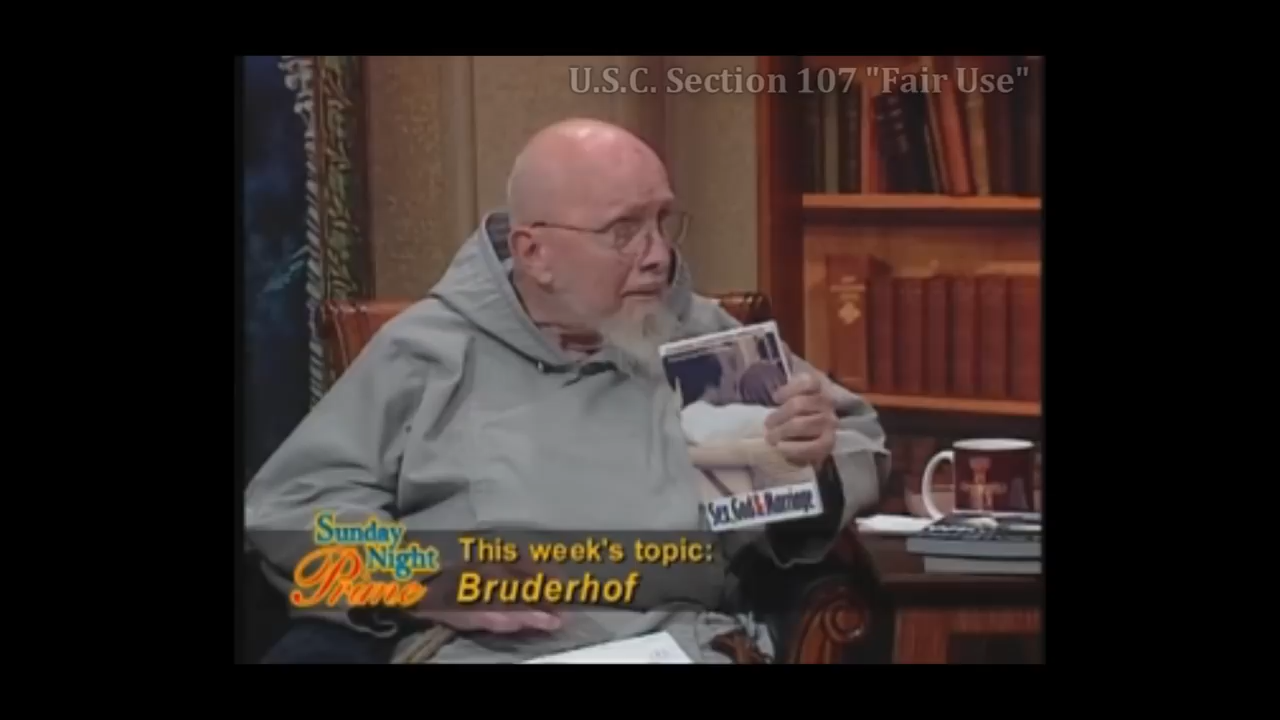 U.S.C. Section 107 "Fair Use"
Sex, God & Marriage
Sunday
Night
Prime
This week's topic:
Bruderhof